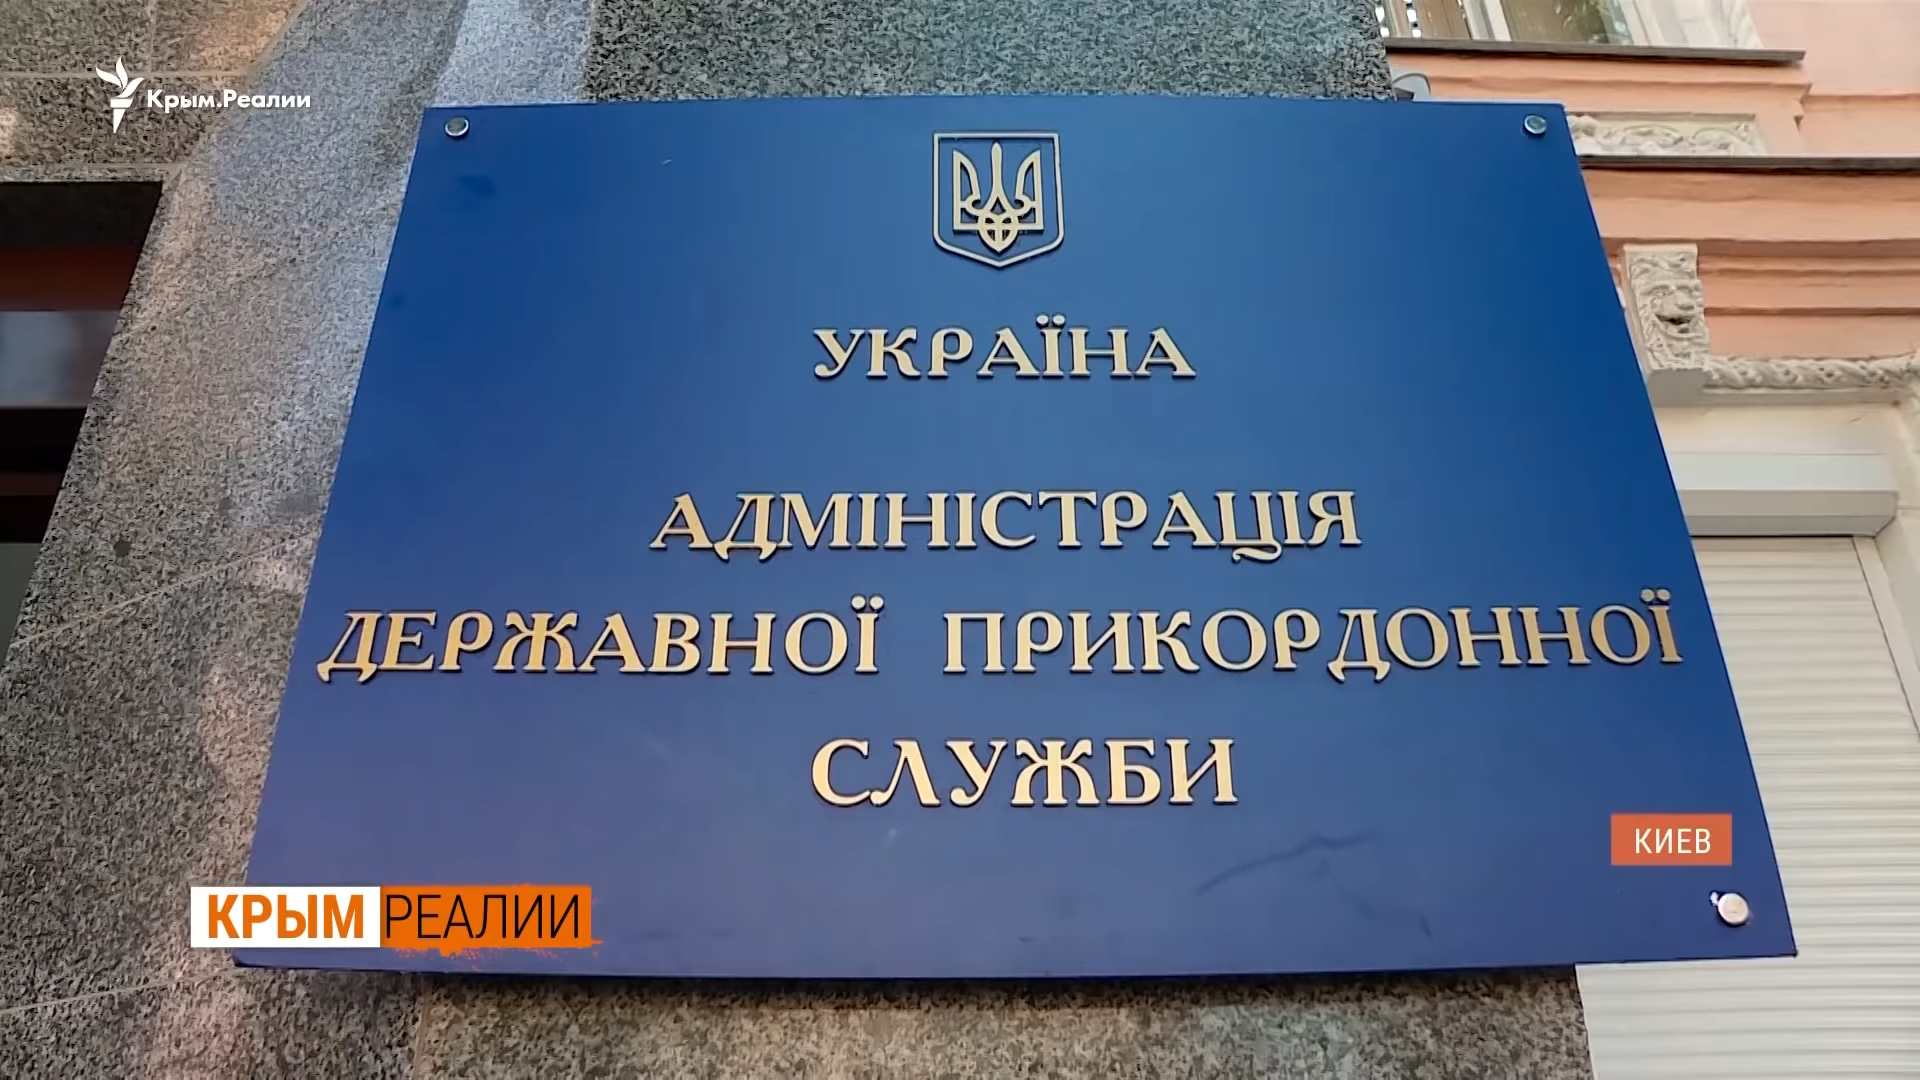 Крым.Реалии
УКРАЇНА
АДМІНІСТРАЦІЯ
ДЕРЖАВНОЇ ПРИКОРДОННОЇ
СЛУЖБИ
КИЕВ
КРЫМ РЕАЛИИ